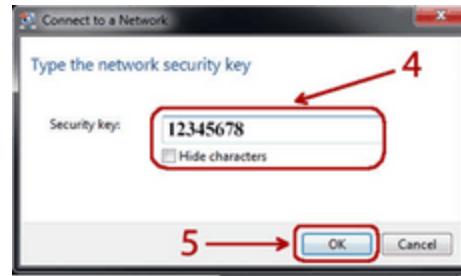 Connect to a Network
Type the network security key
4
Security key:
12345678
Hide characters
5
OK
Cancel